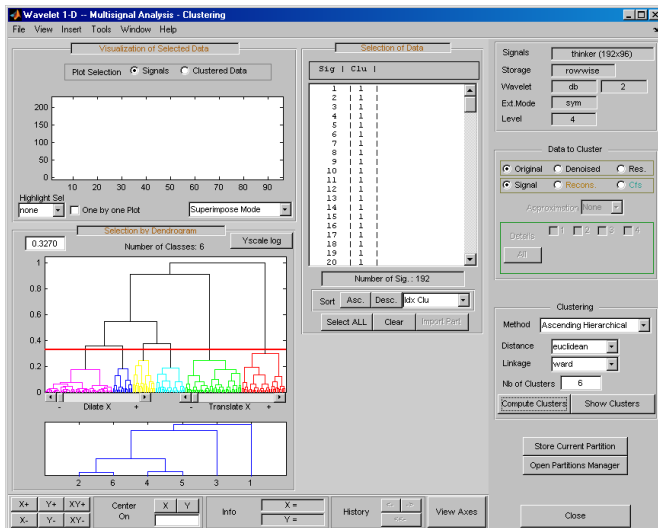 Wavelet 1-D -- Multisignal Analysis - Clustering
File View Insert Tools Window Help
Visualization of Selected Data
Plot Selection Signals Clustered Data
200
150
100
50
0
10 20 30 40 50 60 70 80 90
Highlight Sel
none One by one Plot Superimpose Mode
Selection by Dendrogram
0.3270 Number of Classes: 6 Yscale log
1
0.8
0.6
0.4
0.2
0
- Dilate X + - Translate X +
2 6 4 5 3 1
Selection of Data
Sig | Clu |
1 | 1 |
2 | 1 |
3 | 1 |
4 | 1 |
5 | 1 |
6 | 1 |
7 | 1 |
8 | 1 |
9 | 1 |
10 | 1 |
11 | 1 |
12 | 1 |
13 | 1 |
14 | 1 |
15 | 1 |
16 | 1 |
17 | 1 |
18 | 1 |
19 | 1 |
20 | 1 |
Number of Sig. : 192
Sort Asc. Desc. Idx Clu
Select ALL Clear Import Part
Signals thinker (192x96)
Storage rowwise
Wavelet db 2
Ext.Mode sym
Level 4
Data to Cluster
Original Denoised Res.
Signal Recons. Cfs
Approximation None
Details 1 2 3 4
All
Clustering
Method Ascending Hierarchical
Distance euclidean
Linkage ward
Nb of Clusters 6
Compute Clusters Show Clusters
Store Current Partition
Open Partitions Manager
X+ Y+ XY+
X- Y- XY-
Center
On
X Y
Info X =
Y =
History <- ->
<<-
View Axes
Close